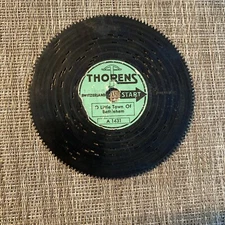 THORENS
SWITZERLAND START
"O Little Town Of
Bethlehem
A 1431